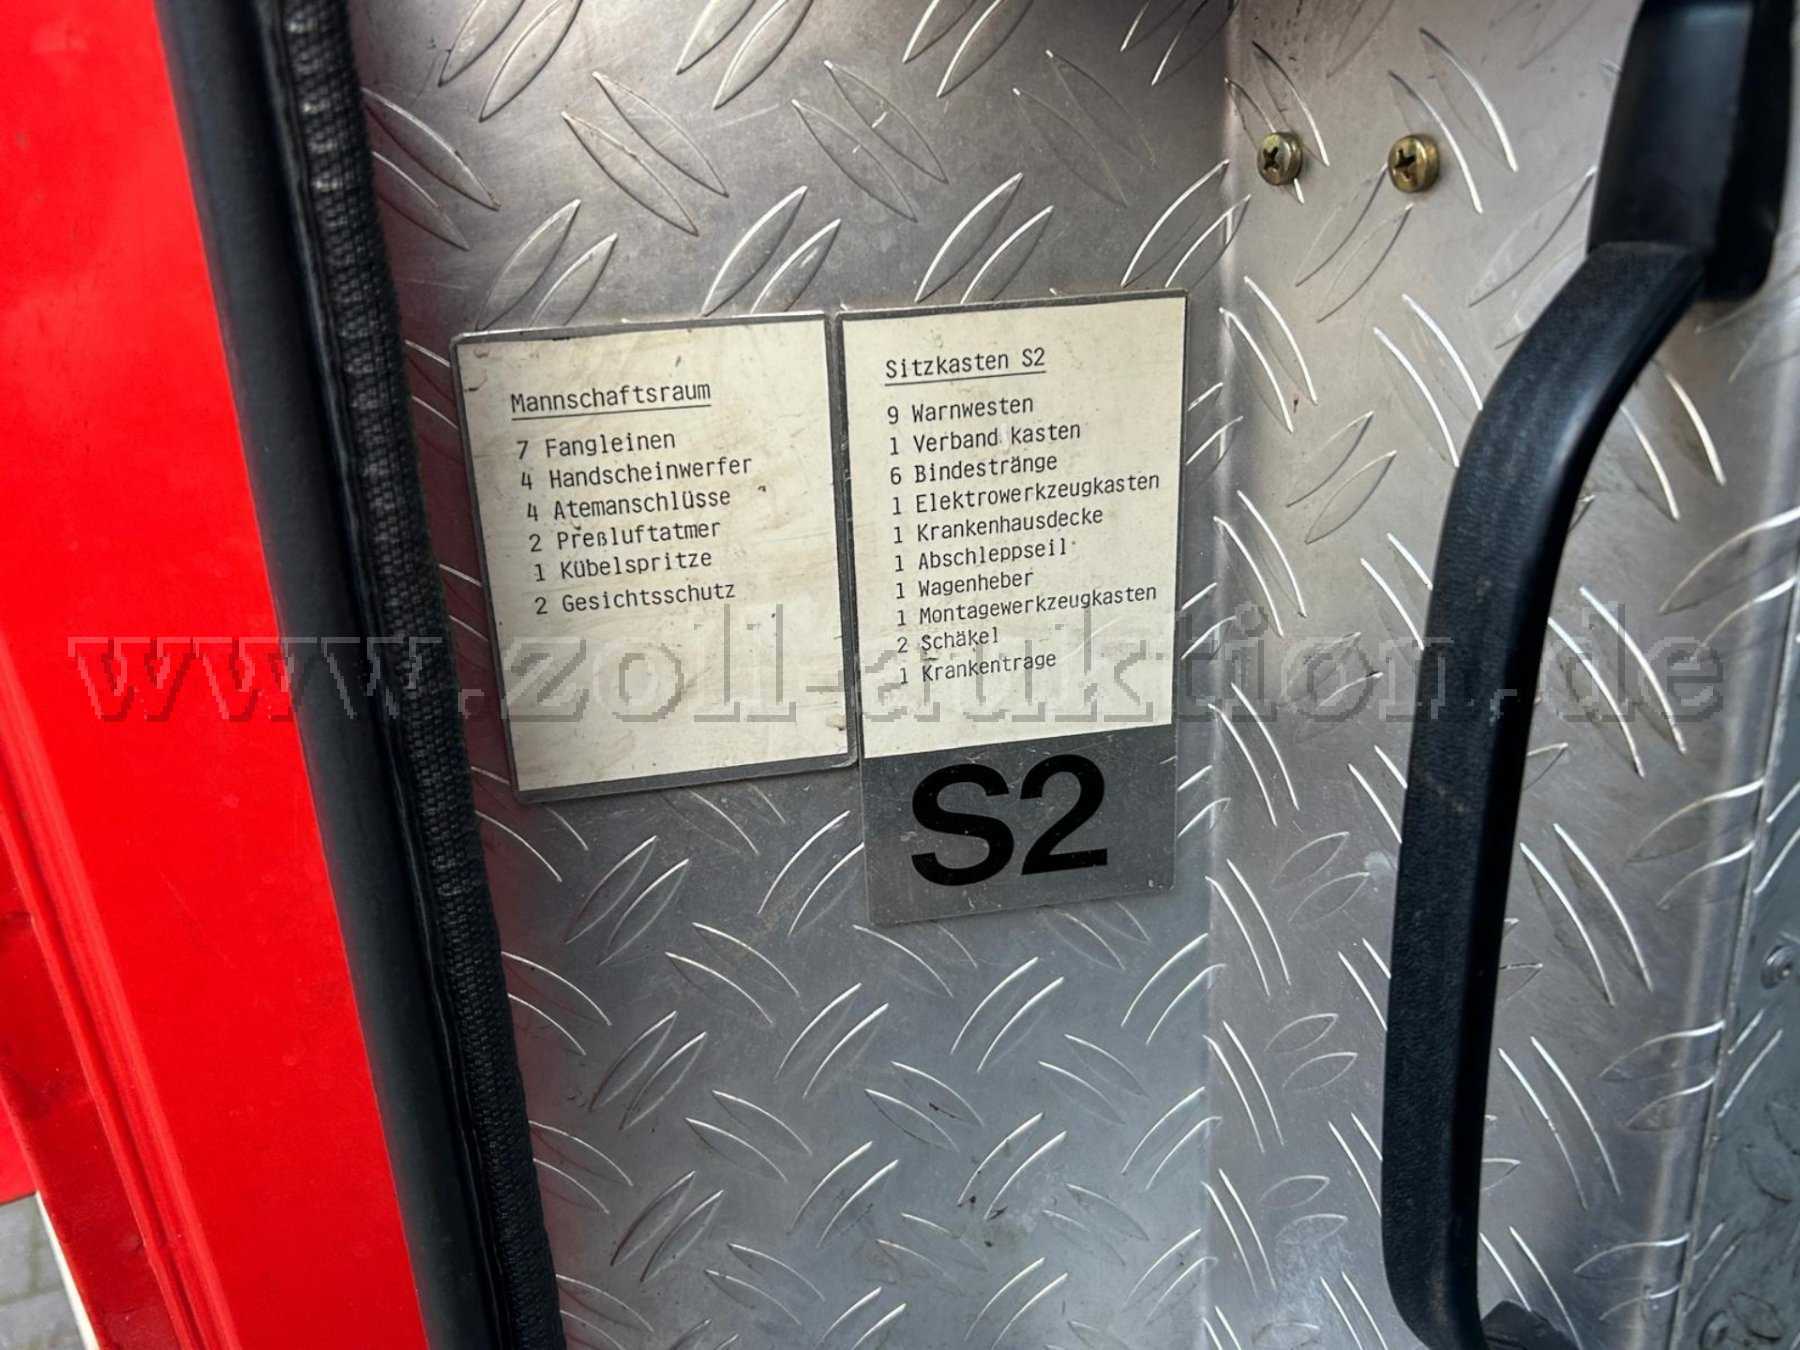 Mannschaftsraum
7 Fangleinen
4 Handscheinwerfer
4 Atemanschlüsse
2 Preßluftatmer
1 Kübelspritze
2 Gesichtsschutz
Sitzkasten S2
9 Warnwesten
1 Verband kasten
6 Bindestränge
1 Elektrowerkzeugkasten
1 Krankenhausdecke
1 Abschleppseil
1 Wagenheber
1 Montagewerkzeugkasten
2 Schäkel
1 Krankentrage
S2
www.zoll-auktion.de